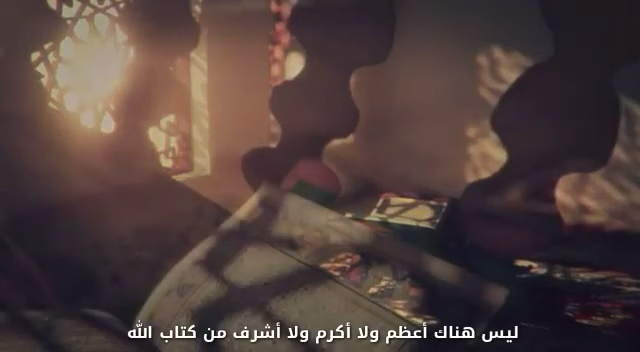 ليس هناك أعظم ولا أكرم ولا أشرف من كتاب الله